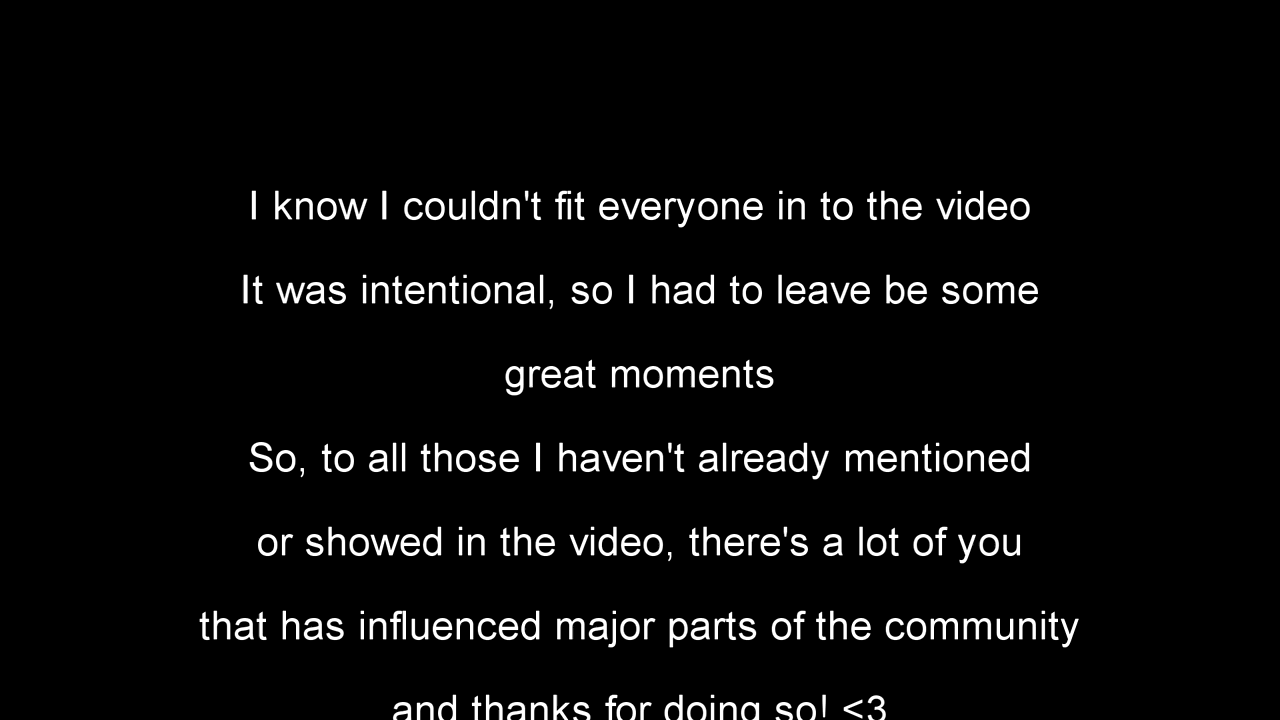 I know I couldn't fit everyone in to the video
It was intentional, so I had to leave be some
great moments
So, to all those I haven't already mentioned
or showed in the video, there's a lot of you
that has influenced major parts of the community
and thanks for doing so! <3